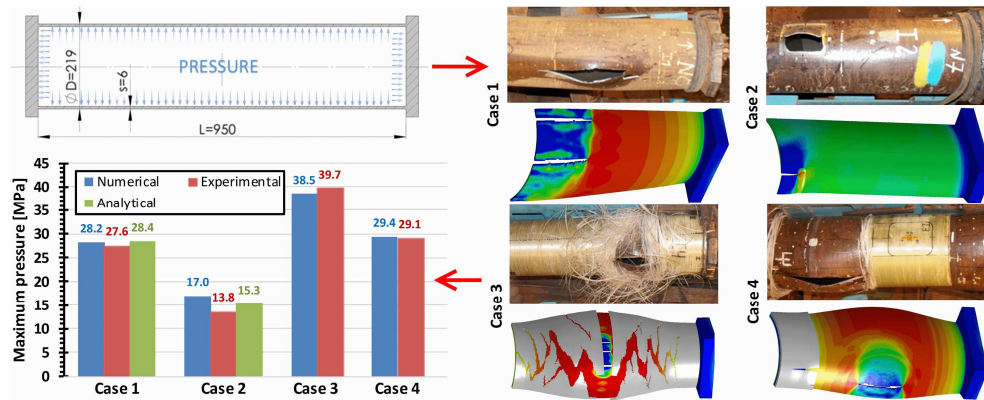 Ø D=219
s=6
PRESSURE
L=950
Maximum pressure [MPa]
45
40
35
30
25
20
15
10
5
0
Numerical
Experimental
Analytical
28.2
27.6
28.4
17.0
13.8
15.3
38.5
39.7
29.4
29.1
Case 1
Case 2
Case 3
Case 4
Case 1
Case 2
N7
Case 3
Case 4